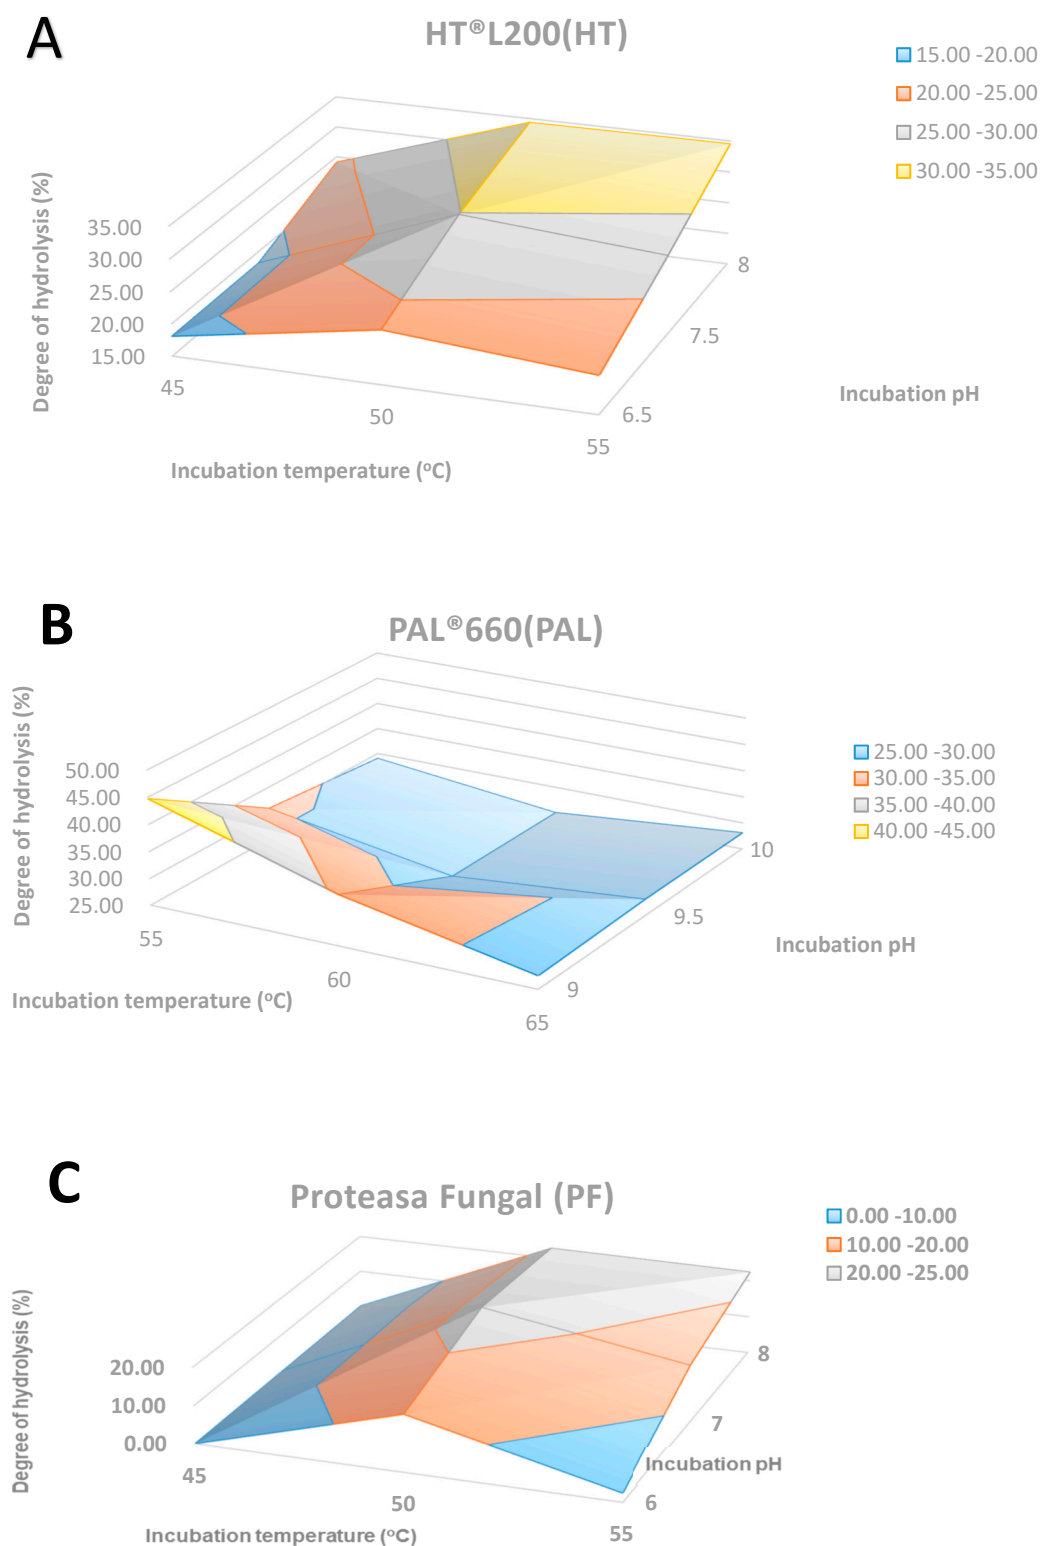 A
HT®L200(HT)
15.00 -20.00
20.00 -25.00
25.00 -30.00
30.00 -35.00
Degree of hydrolysis (%)
35.00
30.00
25.00
20.00
15.00
45
50
55
6.5
7.5
8
Incubation pH
Incubation temperature (ºC)
B
PAL®660(PAL)
25.00 -30.00
30.00 -35.00
35.00 -40.00
40.00 -45.00
Degree of hydrolysis (%)
50.00
45.00
40.00
35.00
30.00
25.00
55
60
65
9
9.5
10
Incubation pH
Incubation temperature (ºC)
C
Proteasa Fungal (PF)
0.00 -10.00
10.00 -20.00
20.00 -25.00
Degree of hydrolysis (%)
20.00
10.00
0.00
45
50
55
6
7
8
Incubation pH
Incubation temperature (ºC)